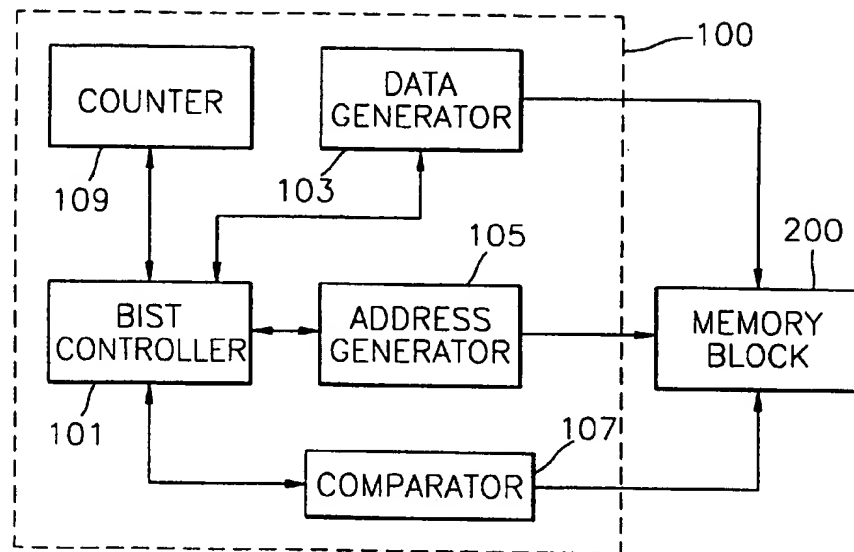 100
COUNTER
DATA
GENERATOR
109
103
105
200
BIST
CONTROLLER
ADDRESS
GENERATOR
MEMORY
BLOCK
101
107
COMPARATOR